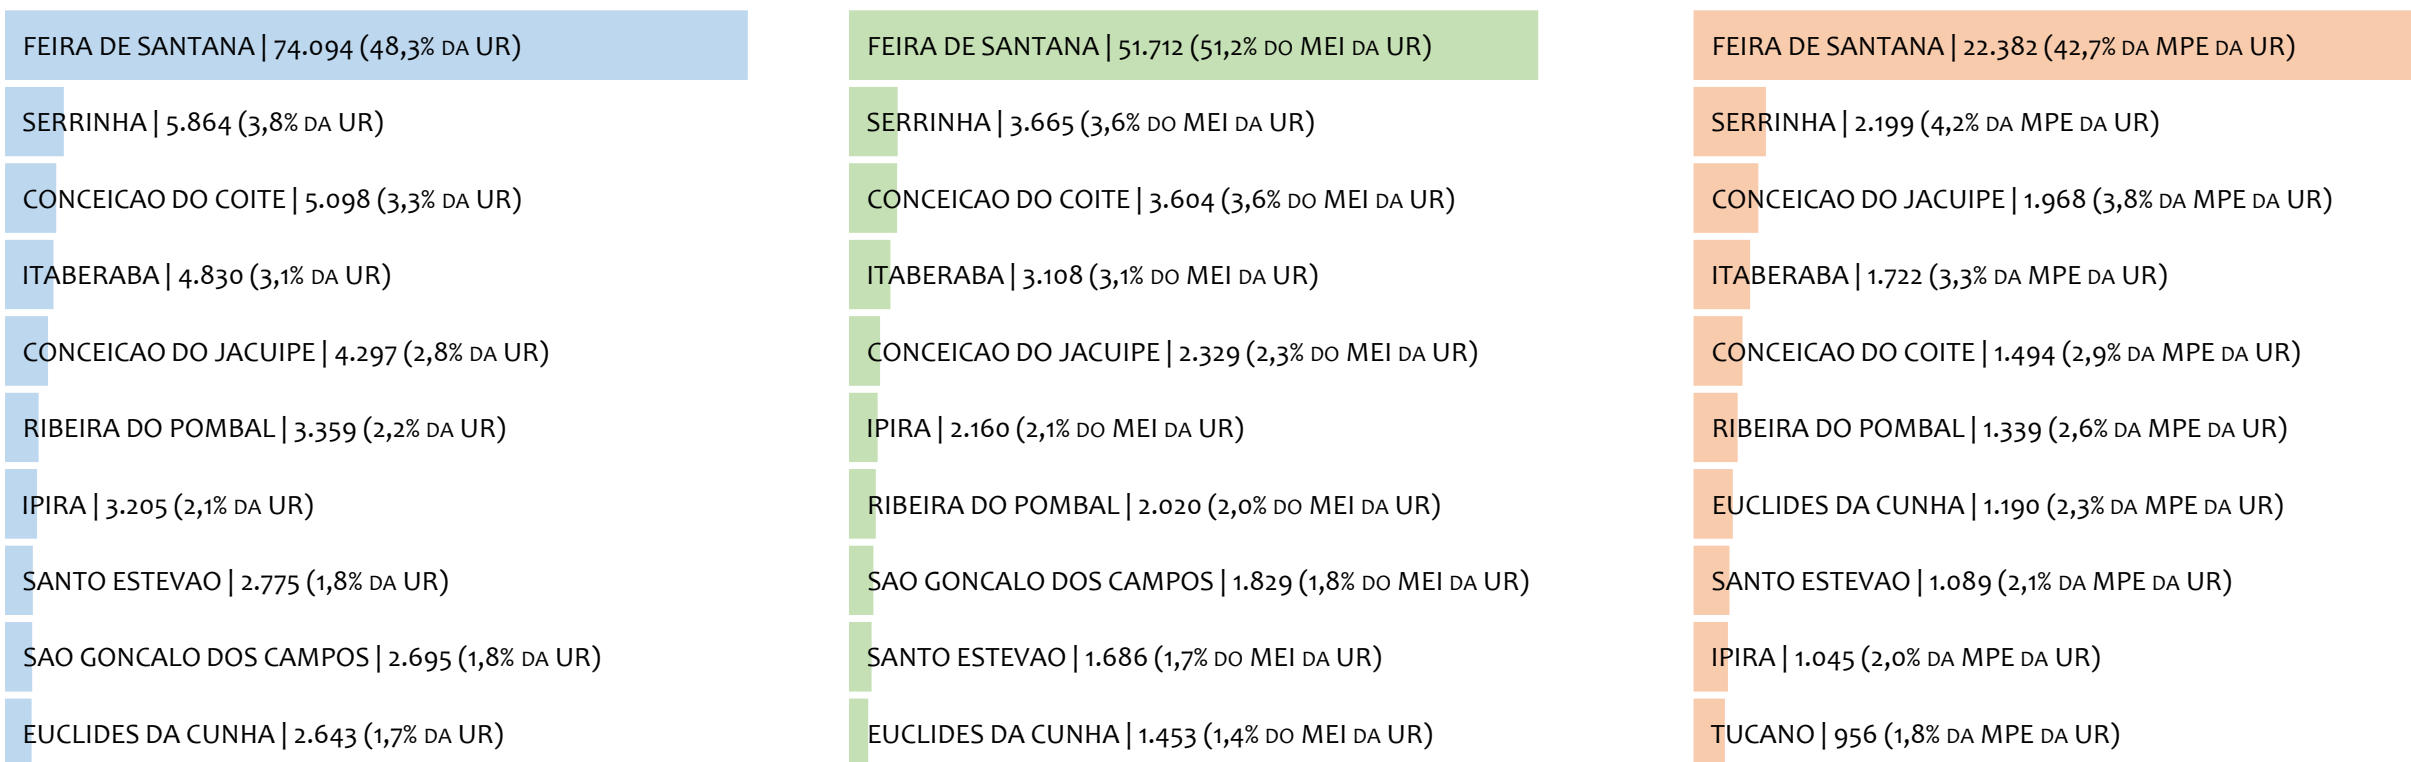 FEIRA DE SANTANA | 74.094 (48,3% DA UR)
SERRINHA | 5.864 (3,8% DA UR)
CONCEICAO DO COITE | 5.098 (3,3% DA UR)
ITABERABA | 4.830 (3,1% DA UR)
CONCEICAO DO JACUIPE | 4.297 (2,8% DA UR)
RIBEIRA DO POMBAL | 3.359 (2,2% DA UR)
IPIRA | 3.205 (2,1% DA UR)
SANTO ESTEVAO | 2.775 (1,8% DA UR)
SAO GONCALO DOS CAMPOS | 2.695 (1,8% DA UR)
EUCLIDES DA CUNHA | 2.643 (1,7% DA UR)
FEIRA DE SANTANA | 51.712 (51,2% DO MEI DA UR)
SERRINHA | 3.665 (3,6% DO MEI DA UR)
CONCEICAO DO COITE | 3.604 (3,6% DO MEI DA UR)
ITABERABA | 3.108 (3,1% DO MEI DA UR)
CONCEICAO DO JACUIPE | 2.329 (2,3% DO MEI DA UR)
IPIRA | 2.160 (2,1% DO MEI DA UR)
RIBEIRA DO POMBAL | 2.020 (2,0% DO MEI DA UR)
SAO GONCALO DOS CAMPOS | 1.829 (1,8% DO MEI DA UR)
SANTO ESTEVAO | 1.686 (1,7% DO MEI DA UR)
EUCLIDES DA CUNHA | 1.453 (1,4% DO MEI DA UR)
FEIRA DE SANTANA | 22.382 (42,7% DA MPE DA UR)
SERRINHA | 2.199 (4,2% DA MPE DA UR)
CONCEICAO DO JACUIPE | 1.968 (3,8% DA MPE DA UR)
ITABERABA | 1.722 (3,3% DA MPE DA UR)
CONCEICAO DO COITE | 1.494 (2,9% DA MPE DA UR)
RIBEIRA DO POMBAL | 1.339 (2,6% DA MPE DA UR)
EUCLIDES DA CUNHA | 1.190 (2,3% DA MPE DA UR)
SANTO ESTEVAO | 1.089 (2,1% DA MPE DA UR)
IPIRA | 1.045 (2,0% DA MPE DA UR)
TUCANO | 956 (1,8% DA MPE DA UR)